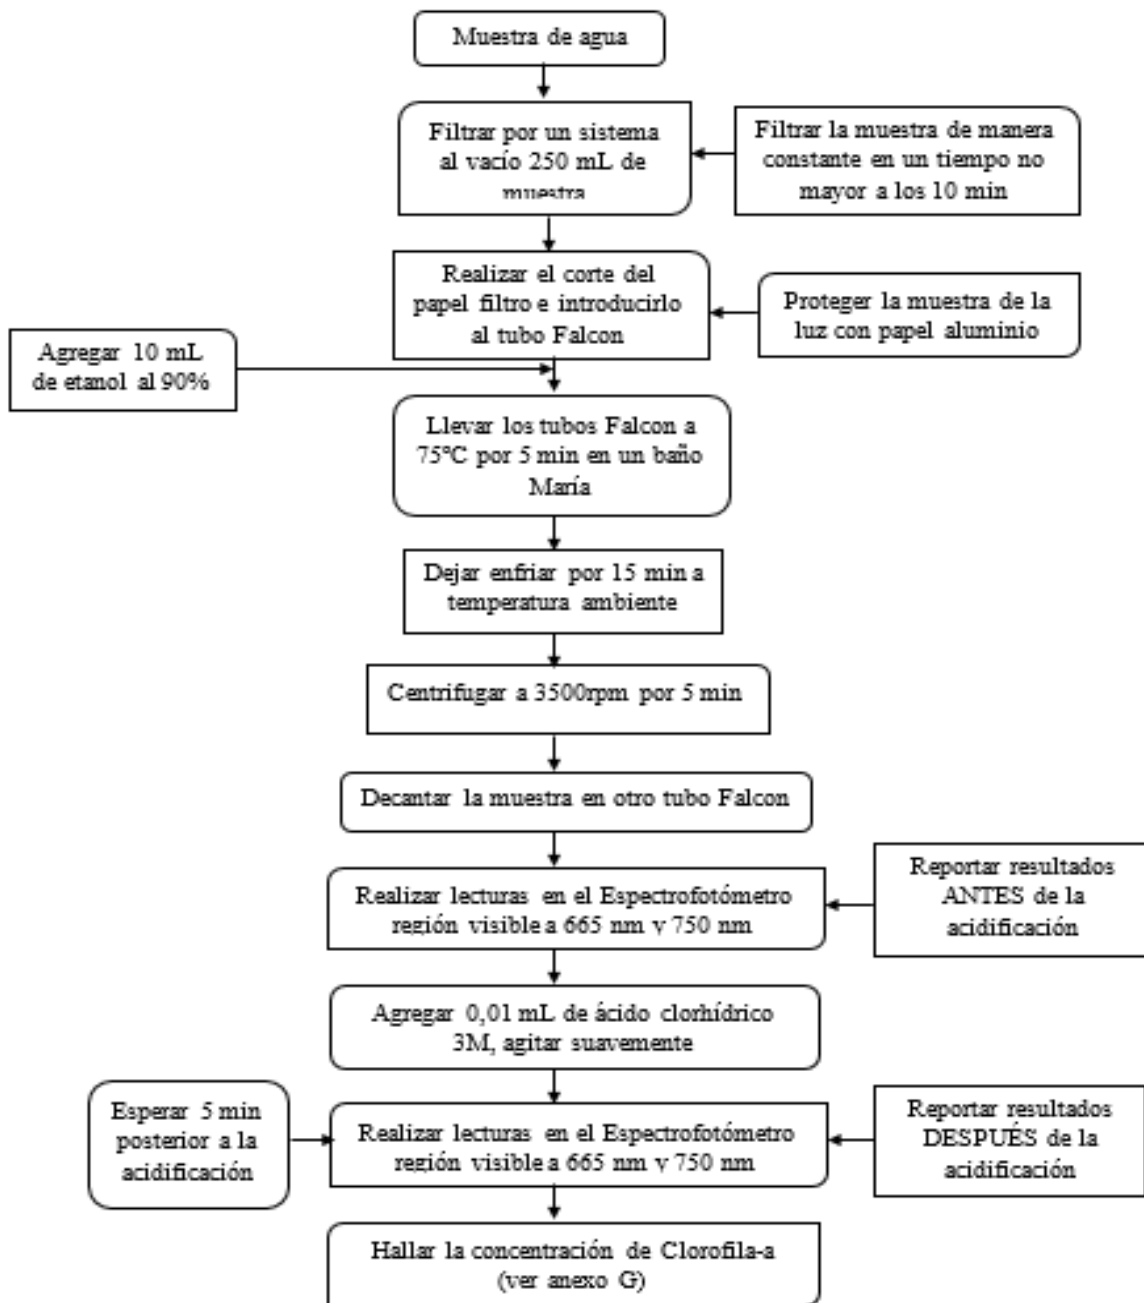 Muestra de agua
Filtrar por un sistema
al vacío 250 mL de
muestra
Filtrar la muestra de manera
constante en un tiempo no
mayor a los 10 min
Realizar el corte del
papel filtro e introducirlo
al tubo Falcon
Proteger la muestra de la
luz con papel aluminio
Agregar 10 mL
de etanol al 90%
Llevar los tubos Falcon a
75°C por 5 min en un baño
María
Dejar enfriar por 15 min a
temperatura ambiente
Centrifugar a 3500rpm por 5 min
Decantar la muestra en otro tubo Falcon
Realizar lecturas en el Espectrofotómetro
región visible a 665 nm y 750 nm
Reportar resultados
ANTES de la
acidificación
Agregar 0,01 mL de ácido clorhídrico
3M, agitar suavemente
Esperar 5 min
posterior a la
acidificación
Realizar lecturas en el Espectrofotómetro
región visible a 665 nm y 750 nm
Reportar resultados
DESPUÉS de la
acidificación
Hallar la concentración de Clorofila-a
(ver anexo G)